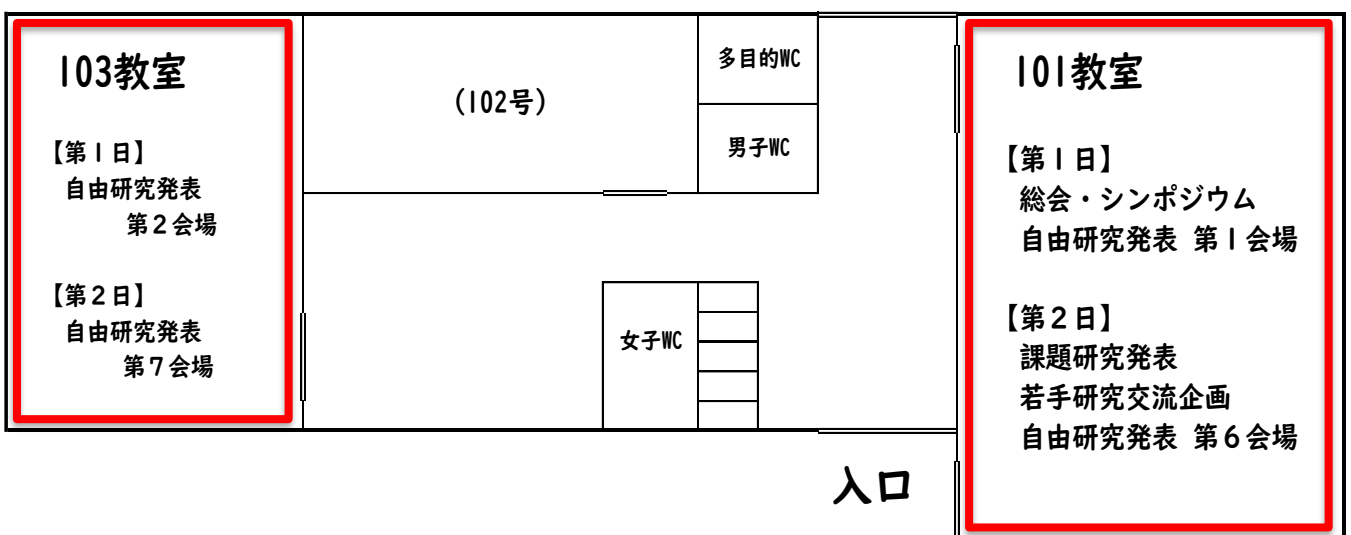 103教室
【第1日】
自由研究発表
第2会場
【第2日】
自由研究発表
第7会場
(102号)
多目的WC
男子WC
女子WC
入口
101教室
【第1日】
総会・シンポジウム
自由研究発表 第1会場
【第2日】
課題研究発表
若手研究交流企画
自由研究発表 第6会場